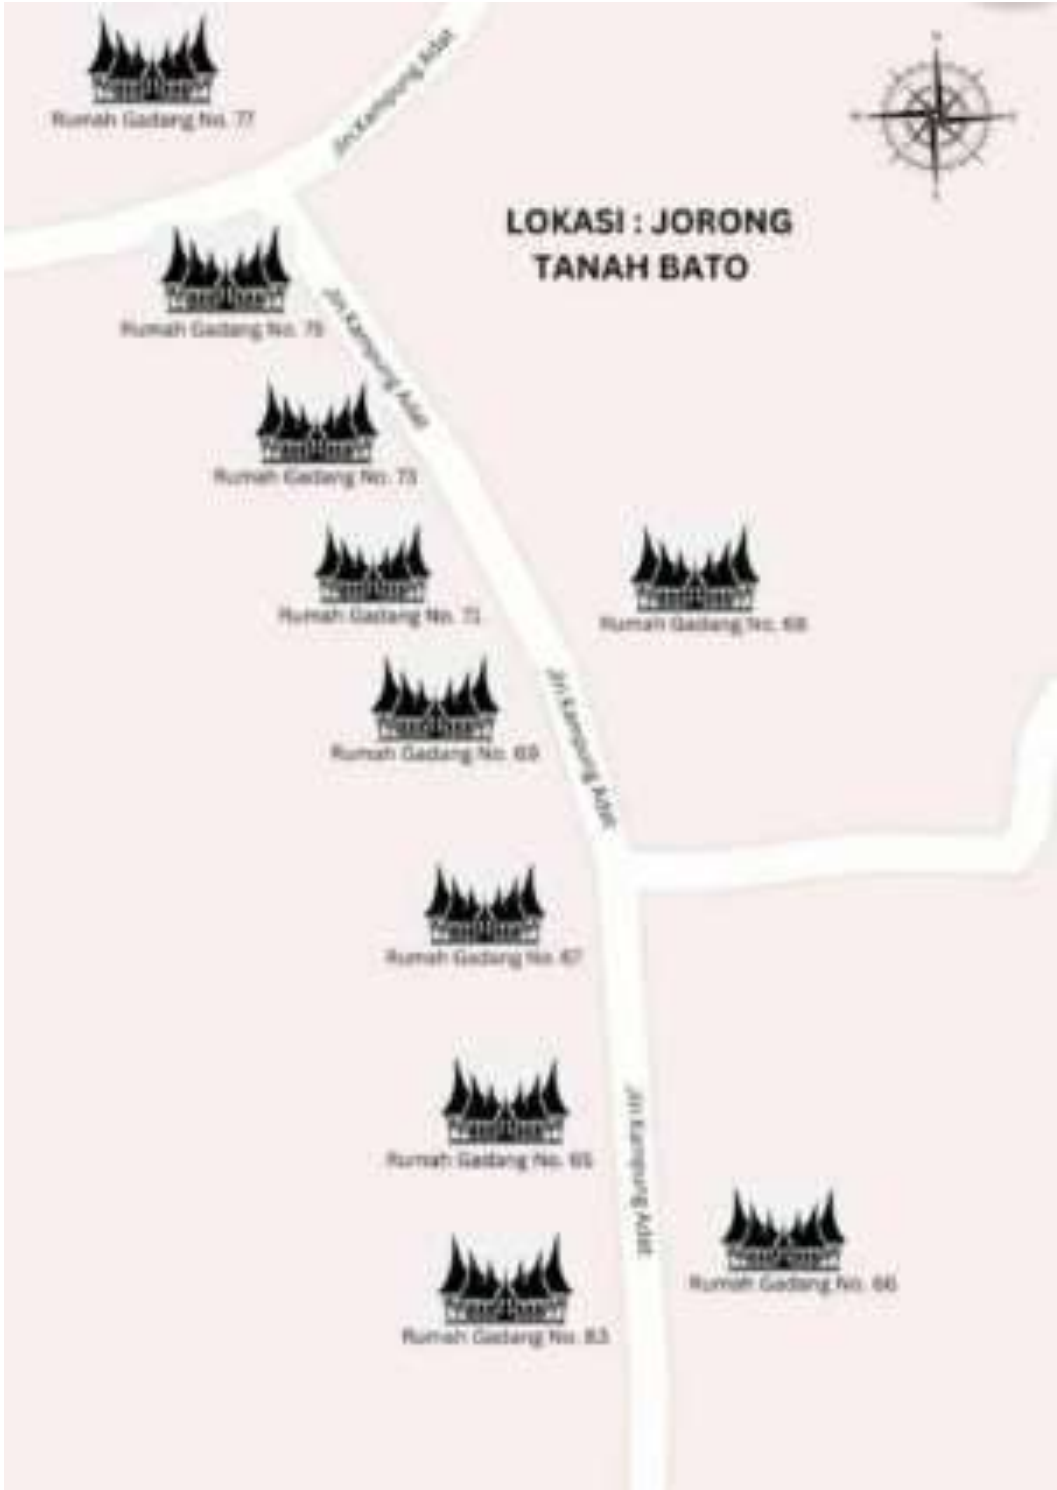 Jln Kampung Adat
Rumah Gadang No. 77
LOKASI : JORONG
TANAH BATO
Rumah Gadang No. 75
Jln Kampung Adat
Rumah Gadang No. 73
Rumah Gadang No. 71
Rumah Gadang No. 68
Jln Kampung Adat
Rumah Gadang No. 69
Rumah Gadang No. 67
Jln Kampung Adat
Rumah Gadang No. 65
Rumah Gadang No. 66
Rumah Gadang No. 83